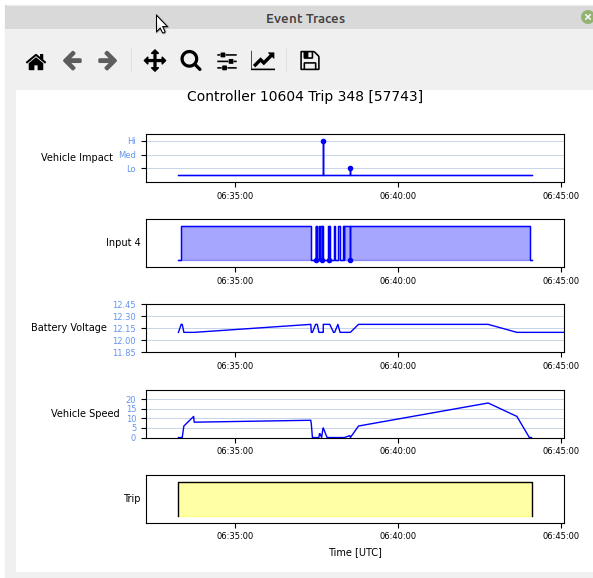 Event Traces
Controller 10604 Trip 348 [57743]
Vehicle Impact
Hi
Med
Lo
06:35:00 06:40:00 06:45:00
Input 4
06:35:00 06:40:00 06:45:00
Battery Voltage
12.45
12.30
12.15
12.00
11.85
06:35:00 06:40:00 06:45:00
Vehicle Speed
20
15
10
5
0
06:35:00 06:40:00 06:45:00
Trip
06:35:00 06:40:00 06:45:00
Time [UTC]